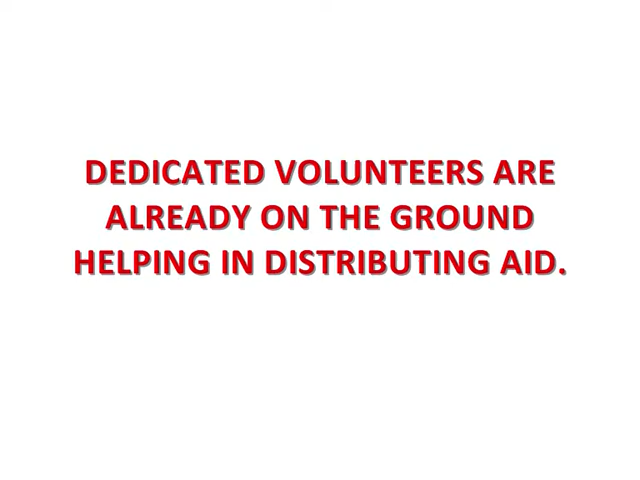 DEDICATED VOLUNTEERS ARE
ALREADY ON THE GROUND
HELPING IN DISTRIBUTING AID.